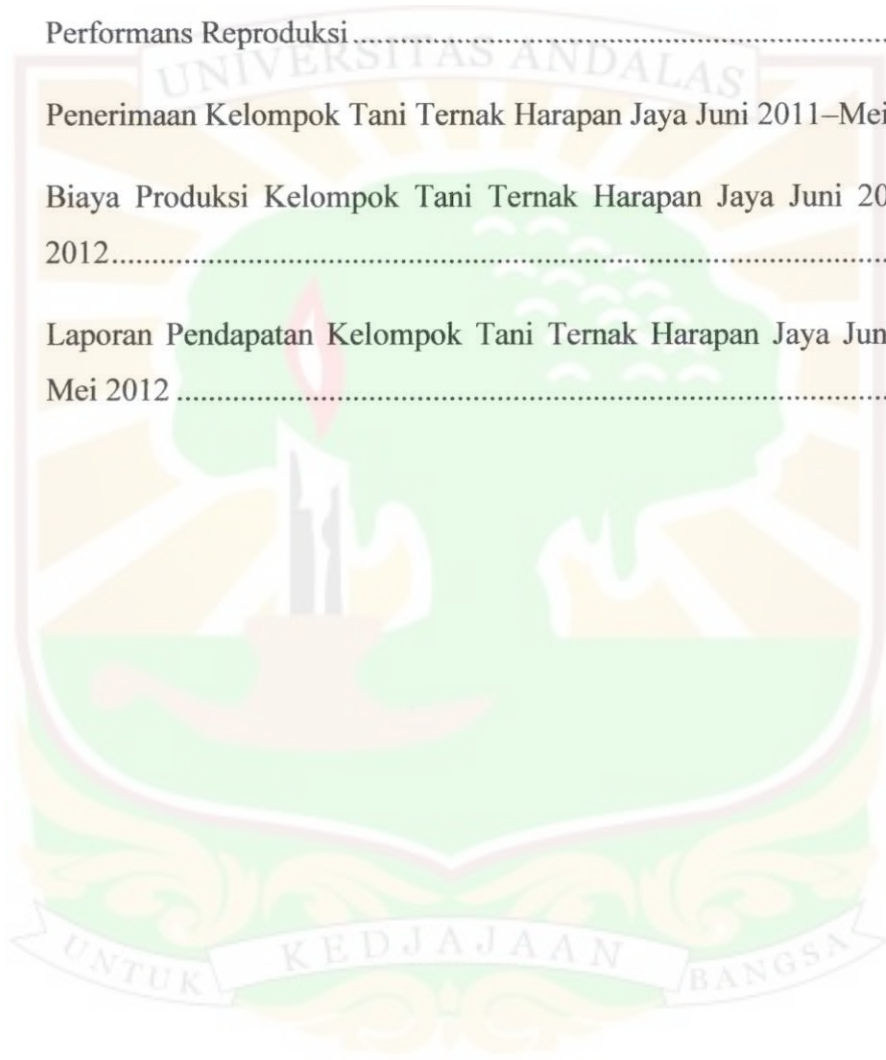 Performans Reproduksi........................................................................
UNIVERSITAS ANDALAS
Penerimaan Kelompok Tani Ternak Harapan Jaya Juni 2011–Mei
Biaya Produksi Kelompok Tani Ternak Harapan Jaya Juni 20
2012........................................................................................................
Laporan Pendapatan Kelompok Tani Ternak Harapan Jaya Jun
Mei 2012 ................................................................................................
UNTUK KEDJAJAAN BANGSA